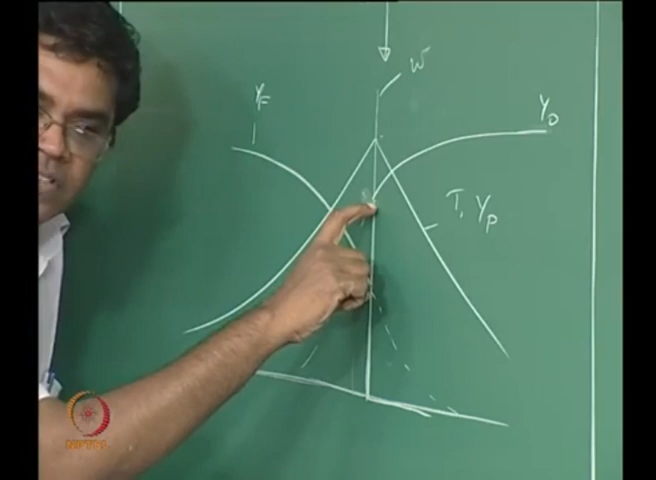 ω
Y_F
Y_O
T, Y_P
NPTEL